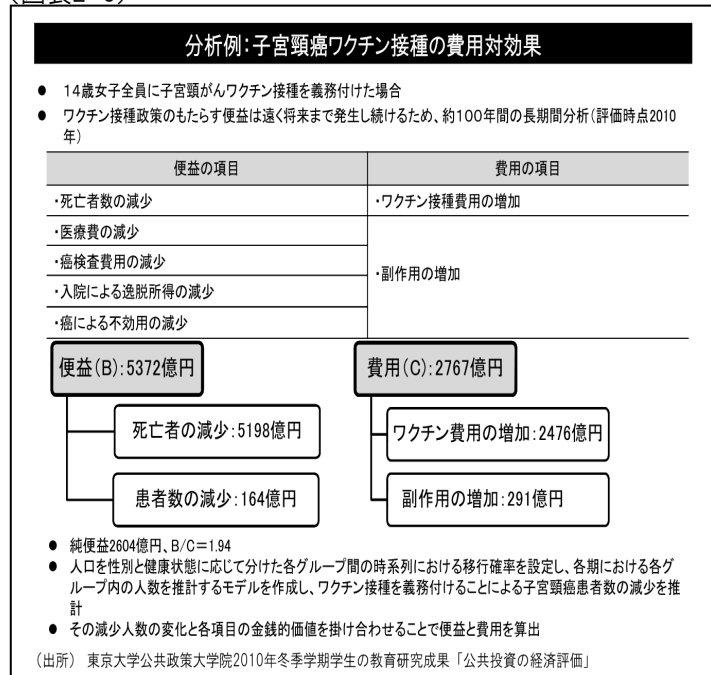 分析例:子宮頸癌ワクチン接種の費用対効果
● 14歳女子全員に子宮頸がんワクチン接種を義務付けた場合
● ワクチン接種政策のもたらす便益は遠く将来まで発生し続けるため、約100年間の長期間分析(評価時点2010
年)
便益の項目
費用の項目
・死亡者数の減少
・ワクチン接種費用の増加
・医療費の減少
・癌検査費用の減少
・入院による逸脱所得の減少
・癌による不効用の減少
・副作用の増加
便益(B):5372億円
死亡者の減少:5198億円
患者数の減少:164億円
費用(C):2767億円
ワクチン費用の増加:2476億円
副作用の増加:291億円
● 純便益2604億円、B/C=1.94
● 人口を性別と健康状態に応じて分けた各グループ間の時系列における移行確率を設定し、各期における各グ
ループ内の人数を推計するモデルを作成し、ワクチン接種を義務付けることによる子宮頸癌患者数の減少を推
計
● その減少人数の変化と各項目の金銭的価値を掛け合わせることで便益と費用を算出
(出所) 東京大学公共政策大学院2010年冬季学期学生の教育研究成果「公共投資の経済評価」